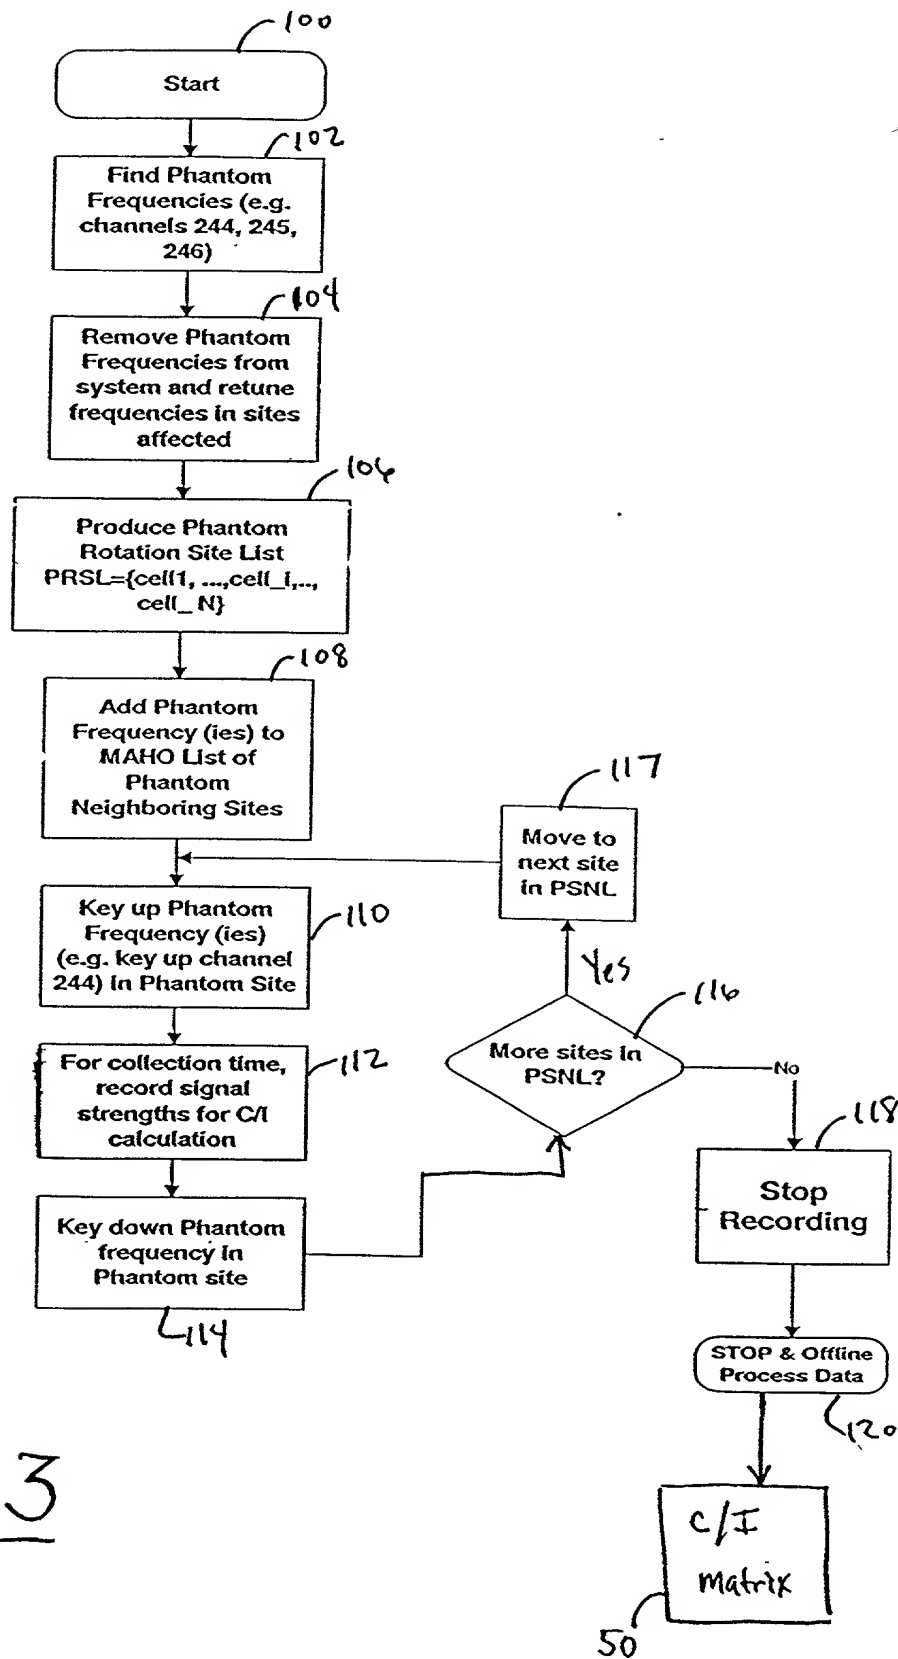 100
Start
102
Find Phantom
Frequencies (e.g.
channels 244, 245,
246)
104
Remove Phantom
Frequencies from
system and retune
frequencies in sites
affected
106
Produce Phantom
Rotation Site List
PRSL={cell1, ...,cell_i,..,
cell_ N}
108
Add Phantom
Frequency (ies) to
MAHO List of
Phantom
Neighboring Sites
117
Move to
next site
in PSNL
Key up Phantom
Frequency (ies)
(e.g. key up channel
244) in Phantom Site
110
Yes
116
More sites in
PSNL?
No
For collection time,
record signal
strengths for C/I
calculation
112
118
Stop
Recording
Key down Phantom
frequency in
Phantom site
114
STOP & Offline
Process Data
120
3
C/I
matrix
50